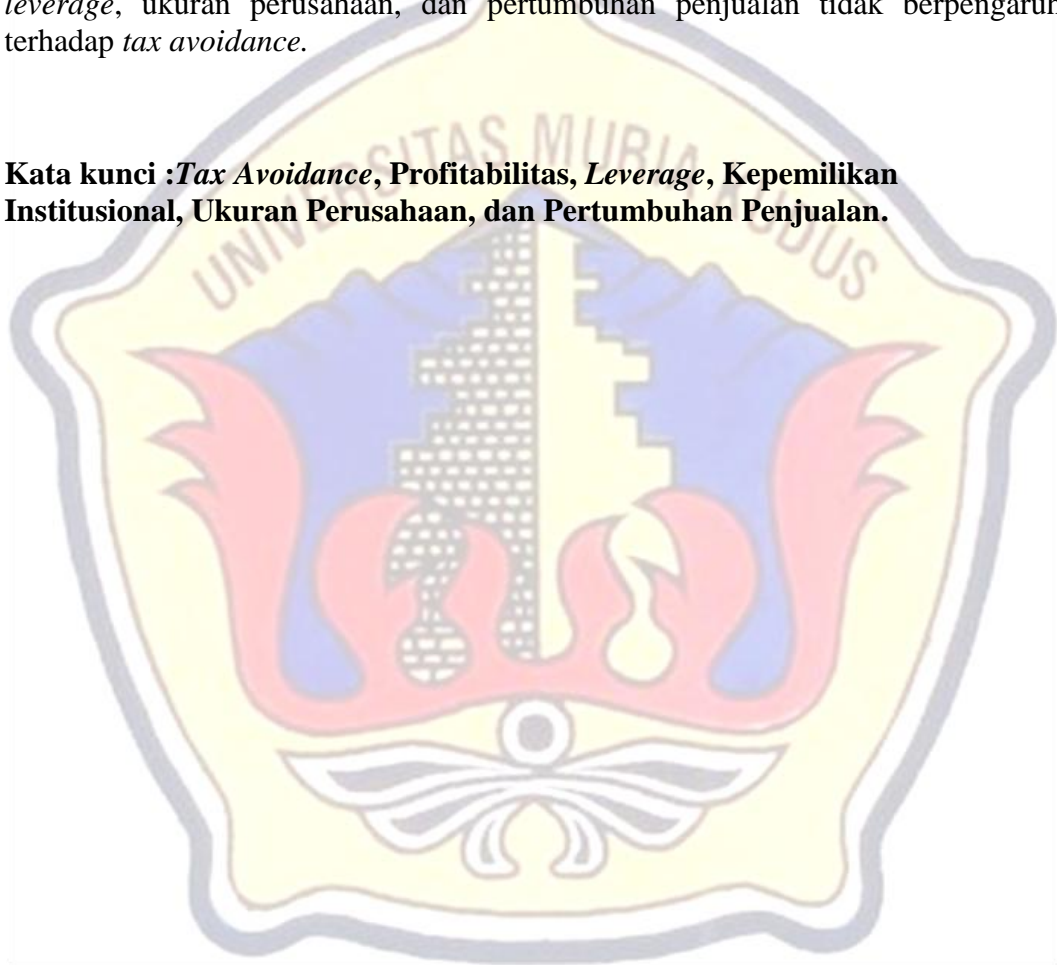 leverage, ukuran perusahaan, dan pertumbuhan penjualan tidak berpengaruh
terhadap tax avoidance.
Kata kunci :Tax Avoidance, Profitabilitas, Leverage, Kepemilikan
Institusional, Ukuran Perusahaan, dan Pertumbuhan Penjualan.
UNIVERSITAS MURIA KUDUS